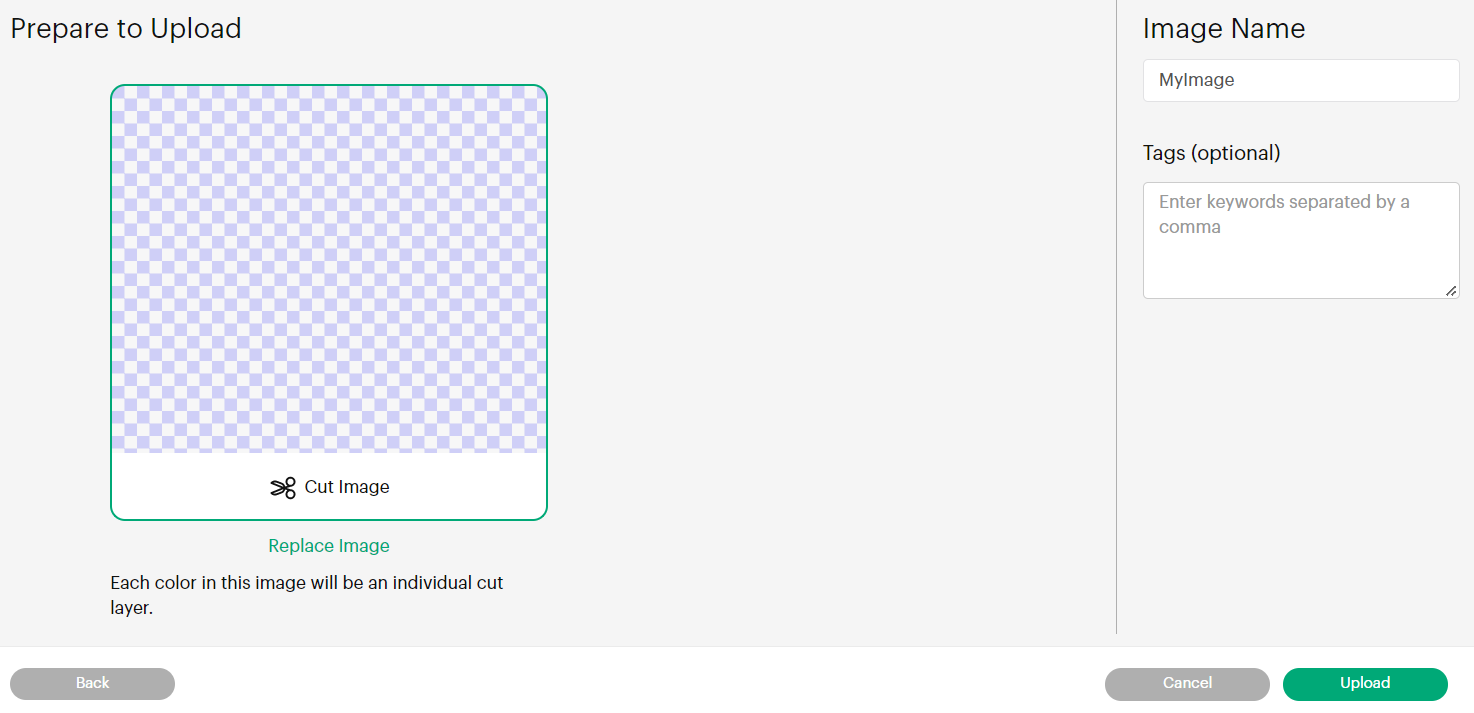 Prepare to Upload
Cut Image
Replace Image
Each color in this image will be an individual cut
layer.
Image Name
MyImage
Tags (optional)
Enter keywords separated by a
comma
Back
Cancel
Upload